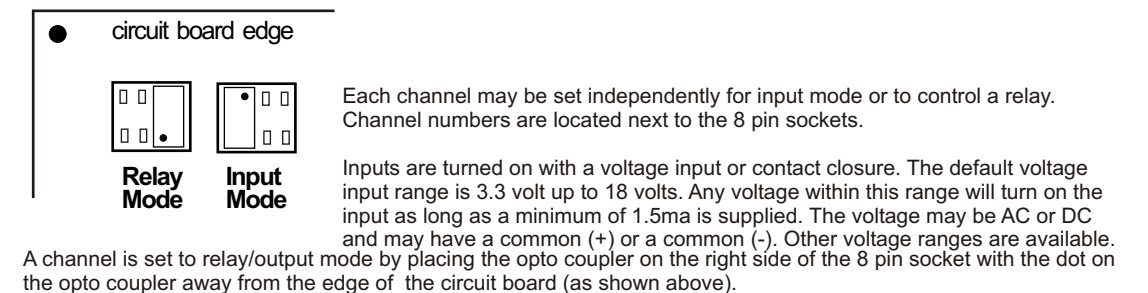 circuit board edge
Relay Mode
Input Mode
Each channel may be set independently for input mode or to control a relay.
Channel numbers are located next to the 8 pin sockets.
Inputs are turned on with a voltage input or contact closure. The default voltage
input range is 3.3 volt up to 18 volts. Any voltage within this range will turn on the
input as long as a minimum of 1.5ma is supplied. The voltage may be AC or DC
and may have a common (+) or a common (-). Other voltage ranges are available.
A channel is set to relay/output mode by placing the opto coupler on the right side of the 8 pin socket with the dot on
the opto coupler away from the edge of the circuit board (as shown above).